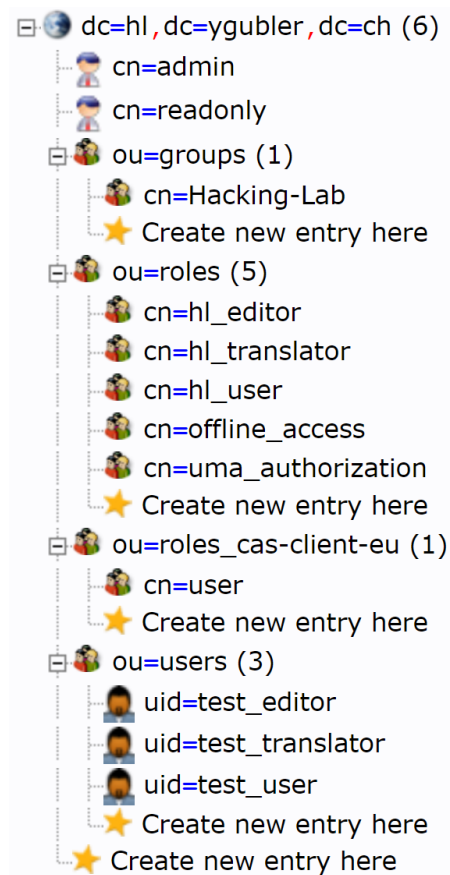 dc=hl,dc=ygubler,dc=ch (6)
cn=admin
cn=readonly
ou=groups (1)
cn=Hacking-Lab
Create new entry here
ou=roles (5)
cn=hl_editor
cn=hl_translator
cn=hl_user
cn=offline_access
cn=uma_authorization
Create new entry here
ou=roles_cas-client-eu (1)
cn=user
Create new entry here
ou=users (3)
uid=test_editor
uid=test_translator
uid=test_user
Create new entry here
Create new entry here